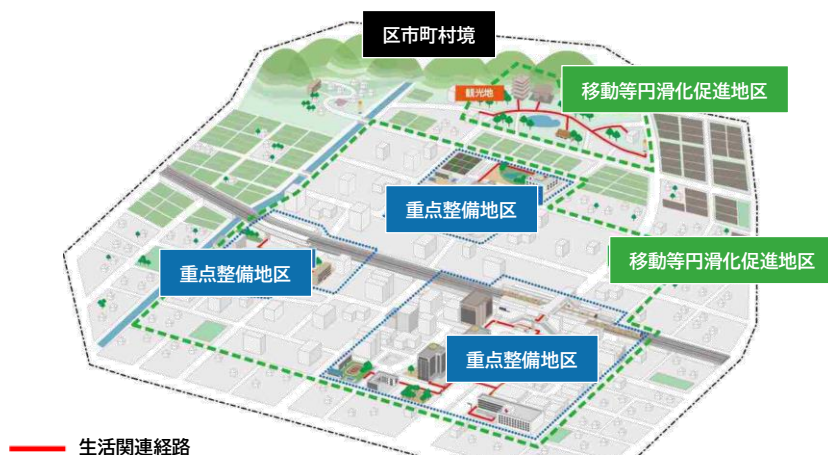 区市町村境
移動等円滑化促進地区
観光地
重点整備地区
移動等円滑化促進地区
重点整備地区
重点整備地区
生活関連経路